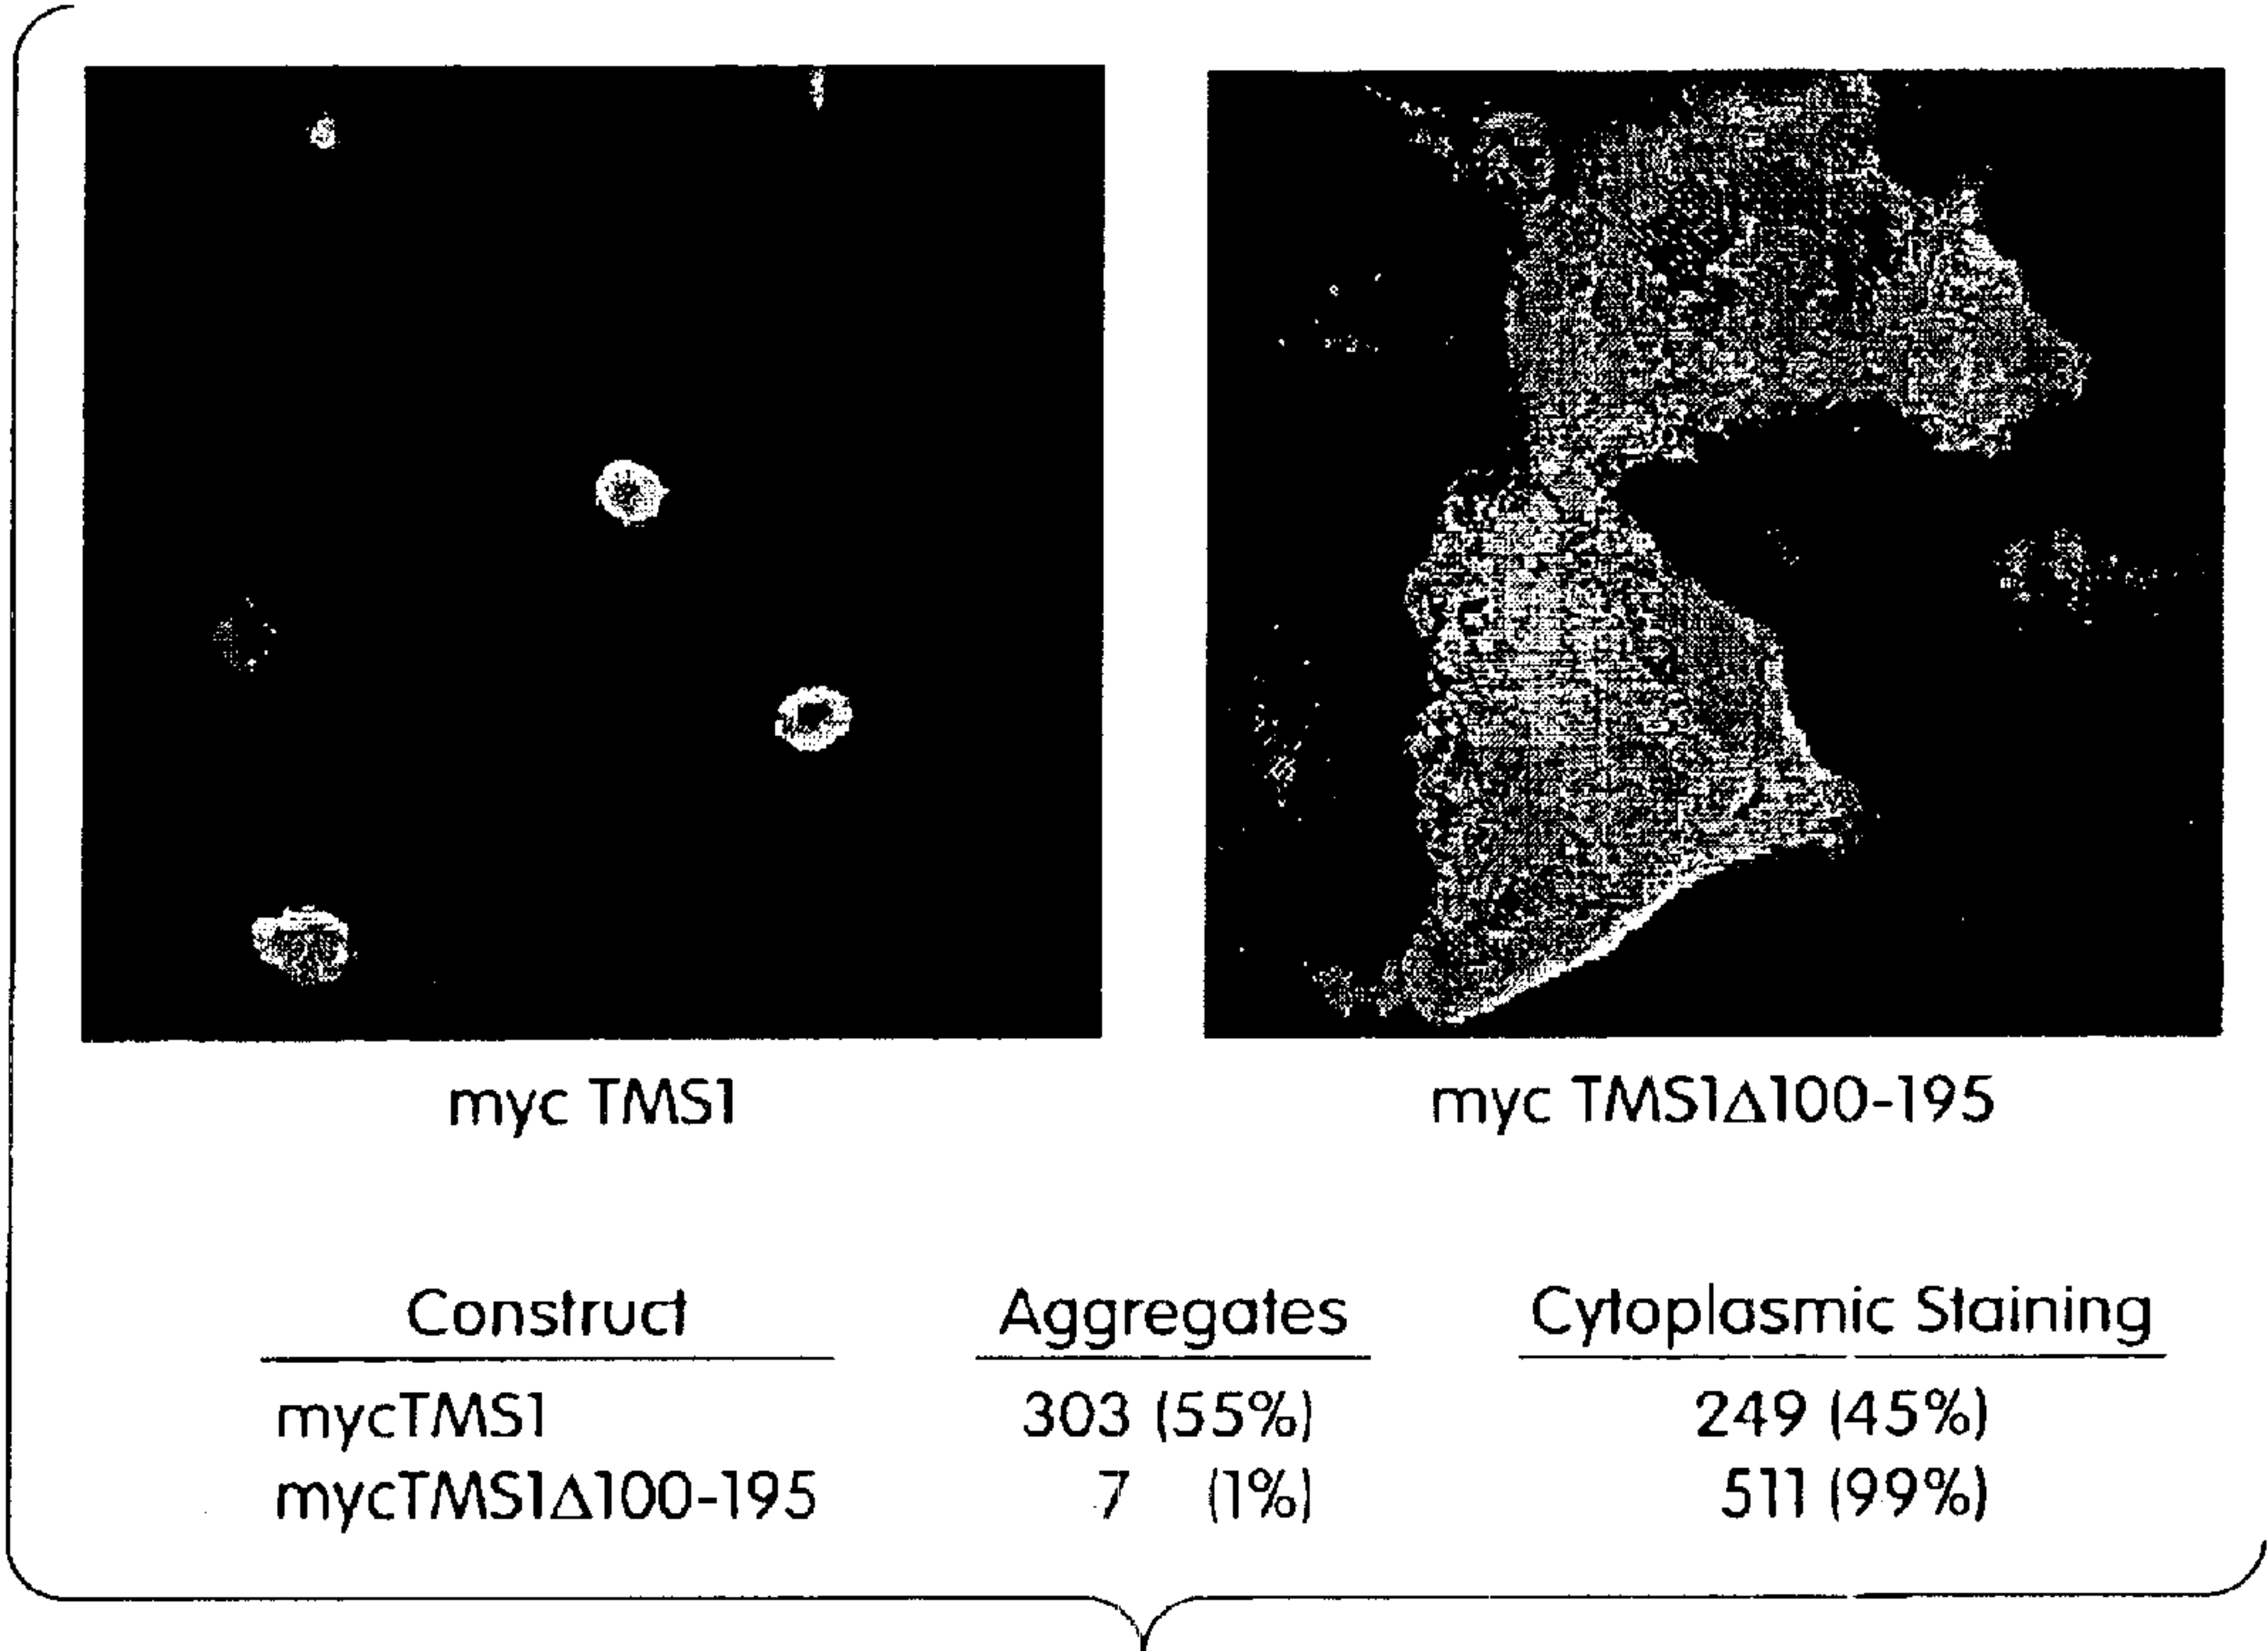 myc TMS1
myc TMS1Δ100-195
Construct Aggregates Cytoplasmic Staining
mycTMS1 303 (55%) 249 (45%)
mycTMS1Δ100-195 7 (1%) 511 (99%)